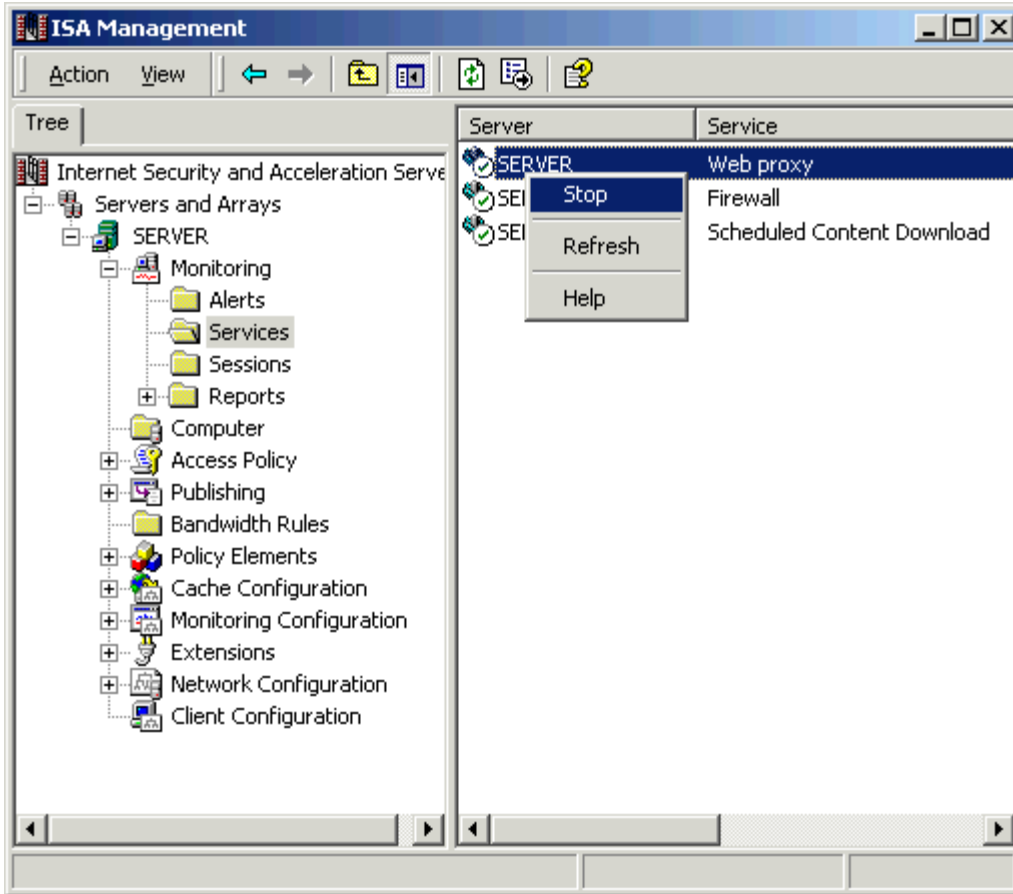 ISA Management
Action View
Tree
Server Service
Internet Security and Acceleration Serve
SERVER Web proxy
Servers and Arrays
SEI Stop Firewall
SERVER
SEI Scheduled Content Download
Refresh
Monitoring
Alerts
Help
Services
Sessions
Reports
Computer
Access Policy
Publishing
Bandwidth Rules
Policy Elements
Cache Configuration
Monitoring Configuration
Extensions
Network Configuration
Client Configuration